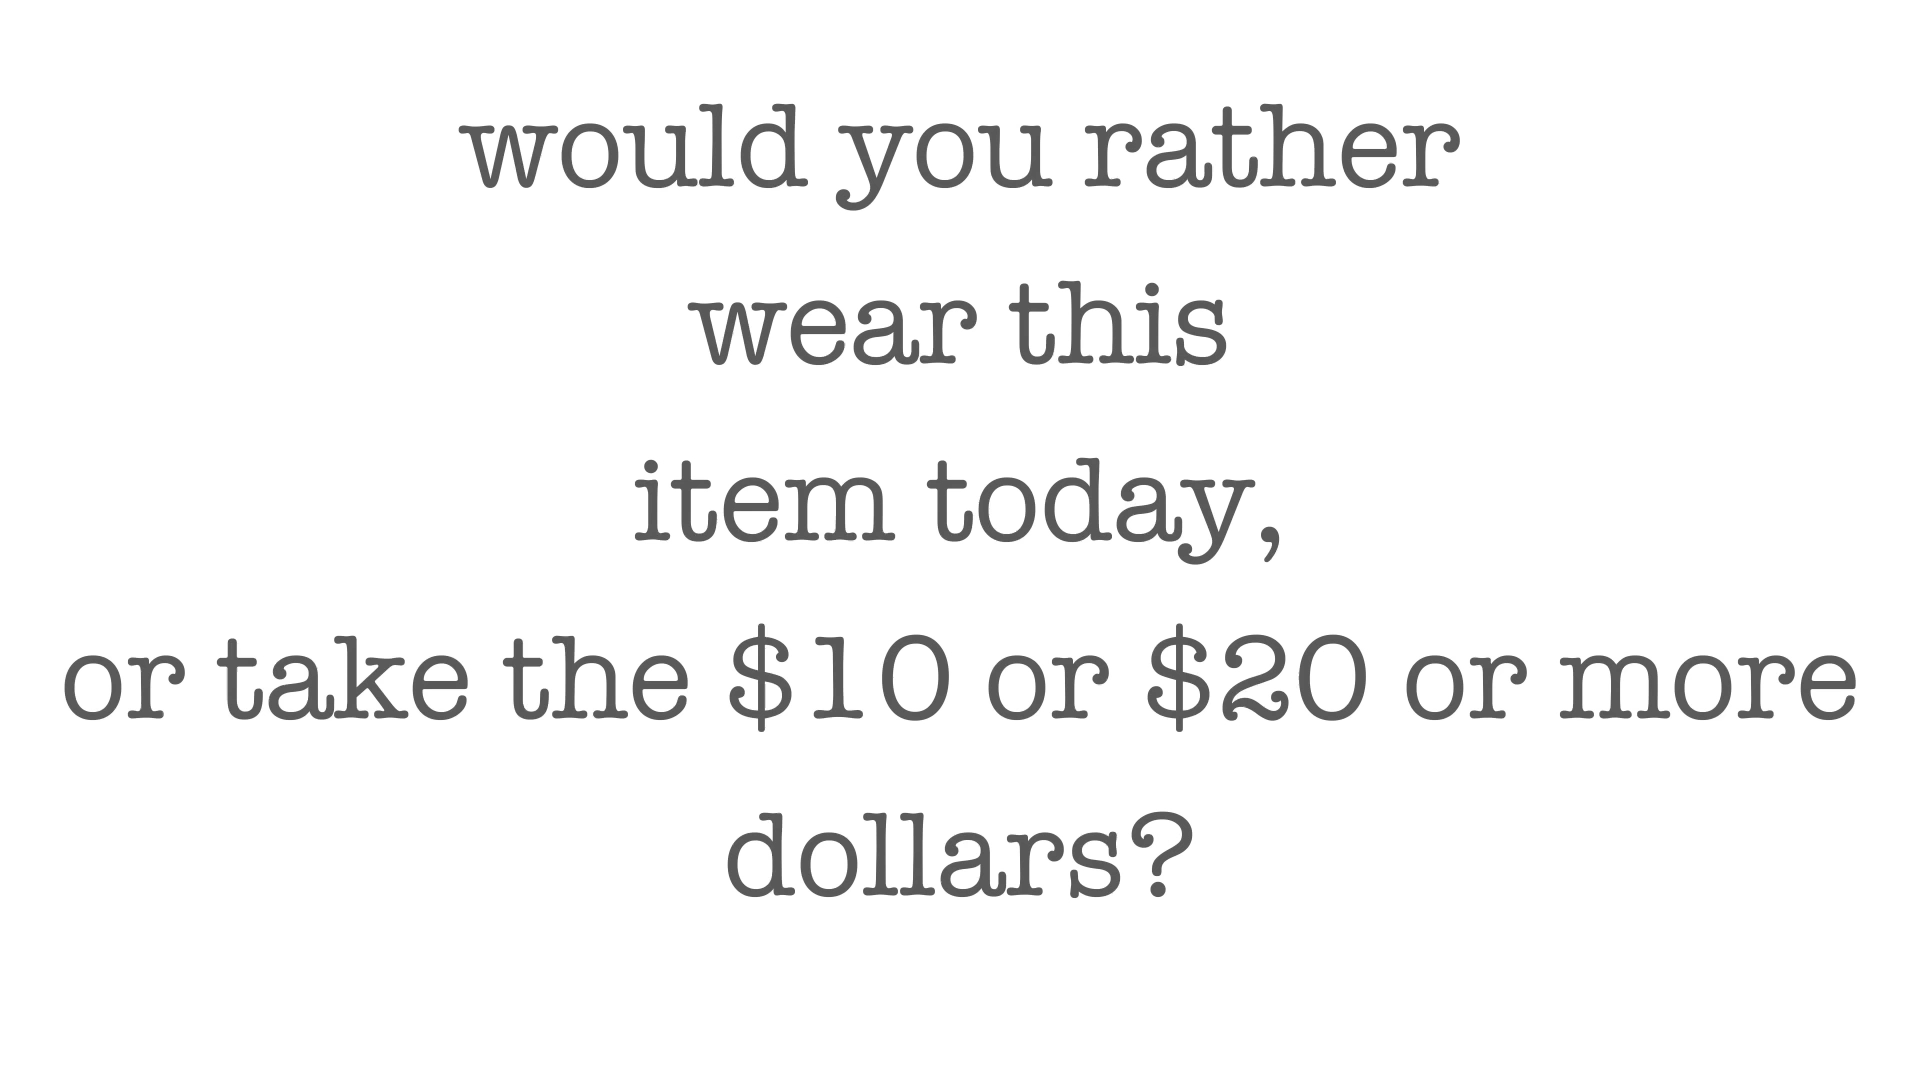 would you rather
wear this
item today,
or take the $10 or $20 or more
dollars?